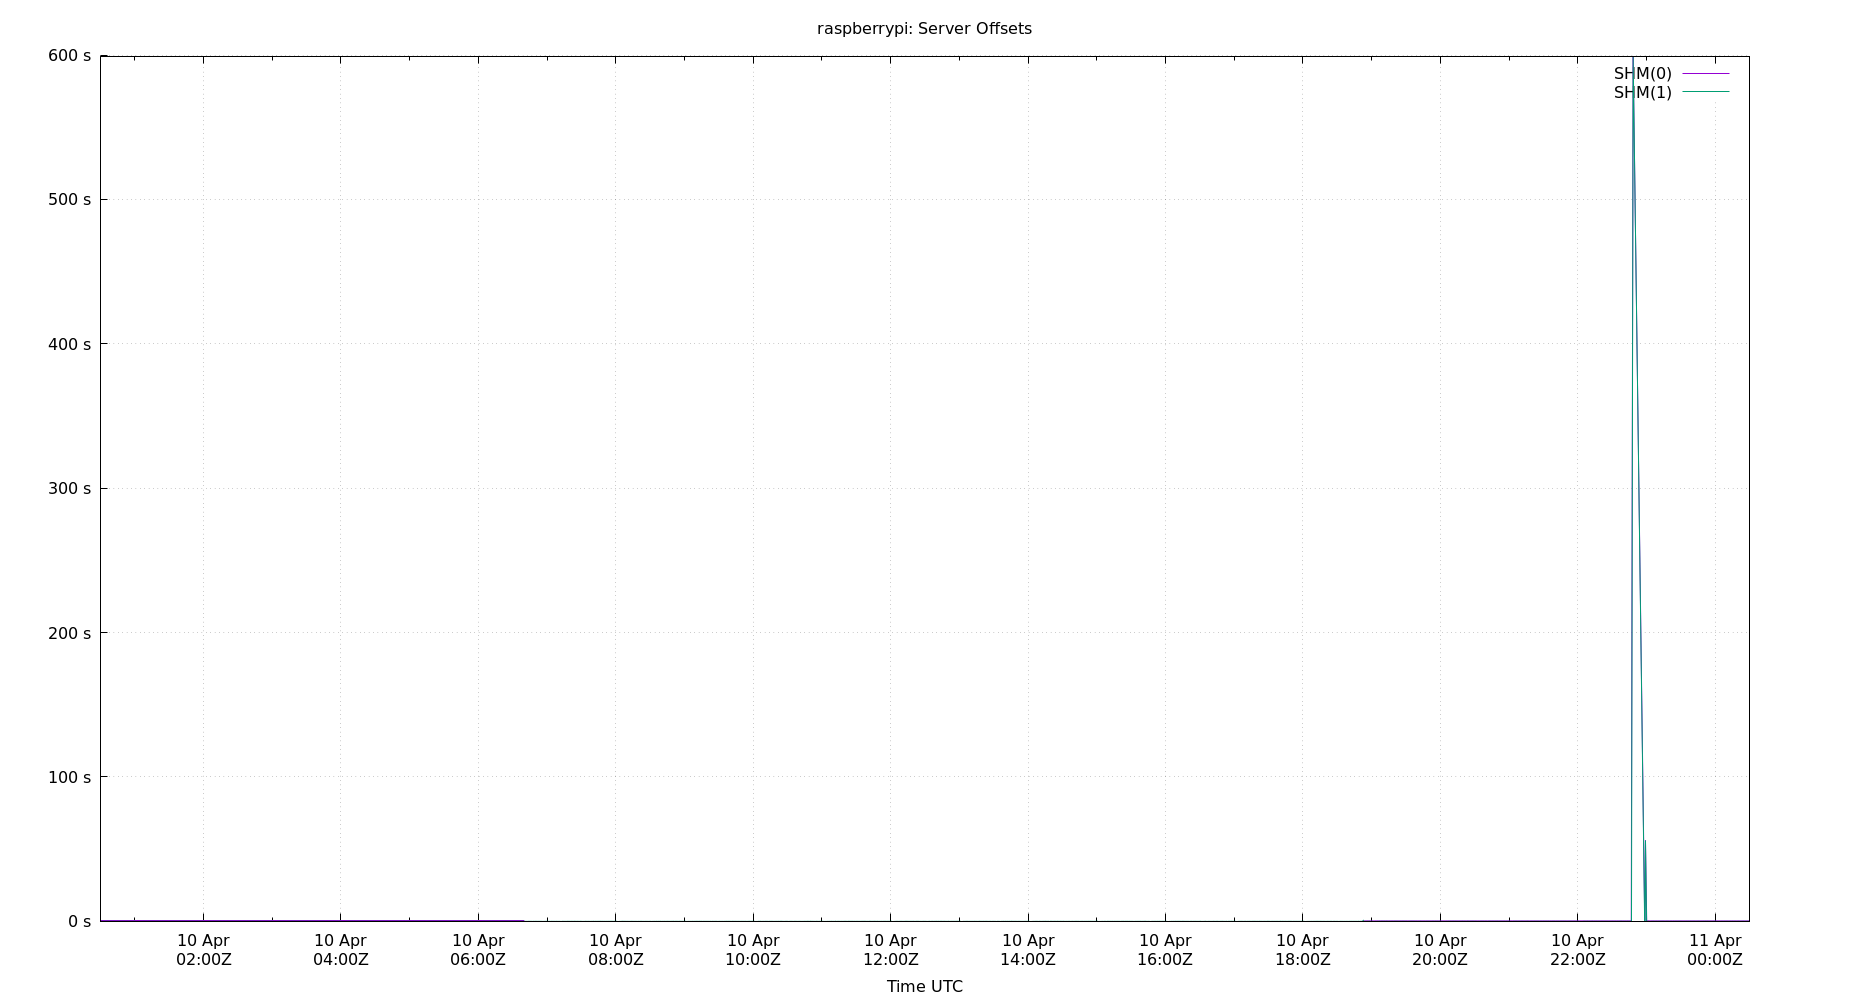 raspberrypi: Server Offsets
600 s
SHM(0)
SHM(1)
500 s
400 s
300 s
200 s
100 s
0 s
10 Apr 10 Apr 10 Apr 10 Apr 10 Apr 10 Apr 10 Apr 10 Apr 10 Apr 10 Apr 10 Apr 11 Apr
02:00Z 04:00Z 06:00Z 08:00Z 10:00Z 12:00Z 14:00Z 16:00Z 18:00Z 20:00Z 22:00Z 00:00Z
Time UTC